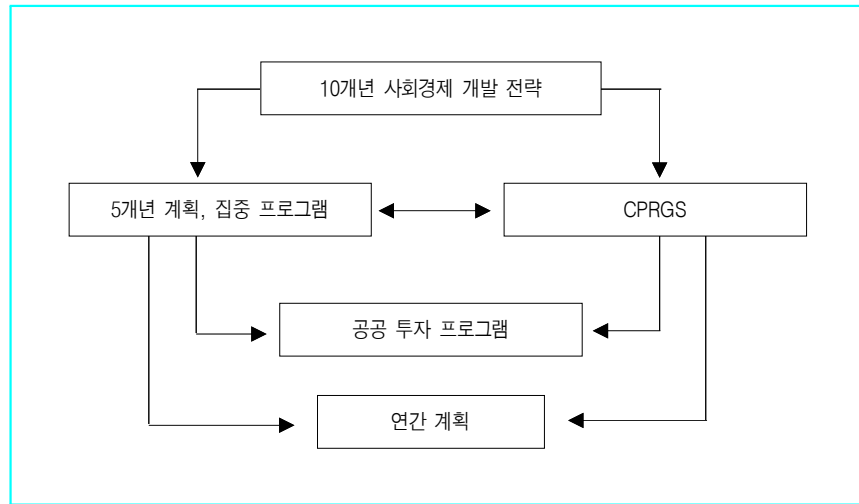 10개년 사회경제 개발 전략
5개년 계획, 집중 프로그램
CPRGS
공공 투자 프로그램
연간 계획